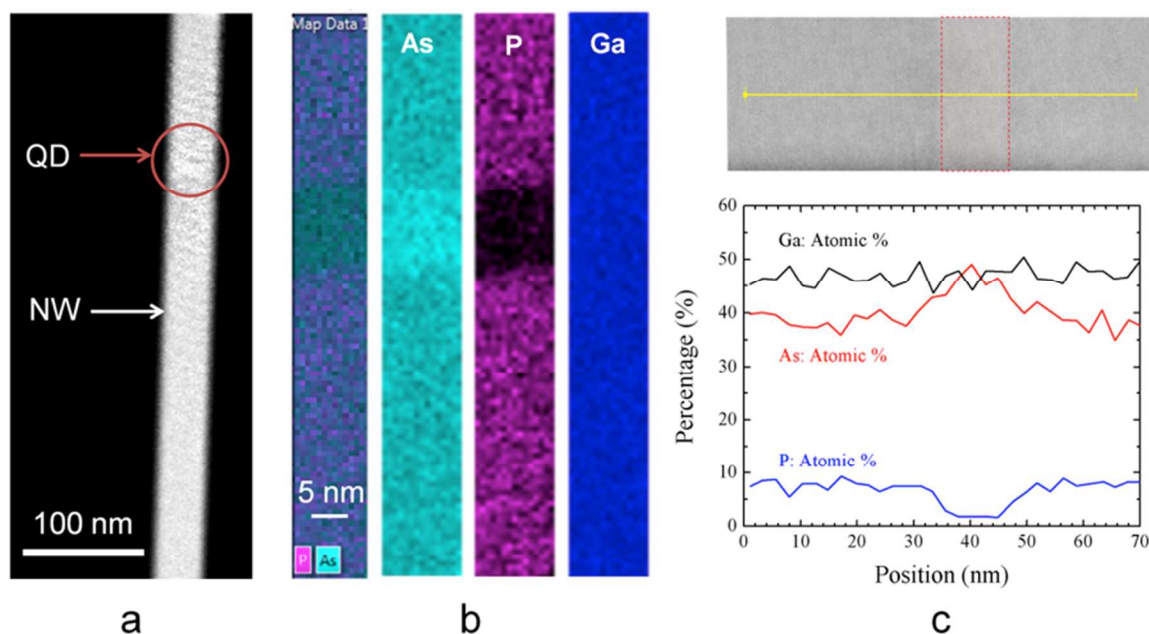 QD
NW
100 nm
a
Map Data 1
As
P
Ga
5 nm
P
As
b
60
50
40
30
20
10
0
Percentage (%)
Ga: Atomic %
As: Atomic %
P: Atomic %
0 10 20 30 40 50 60 70
Position (nm)
c